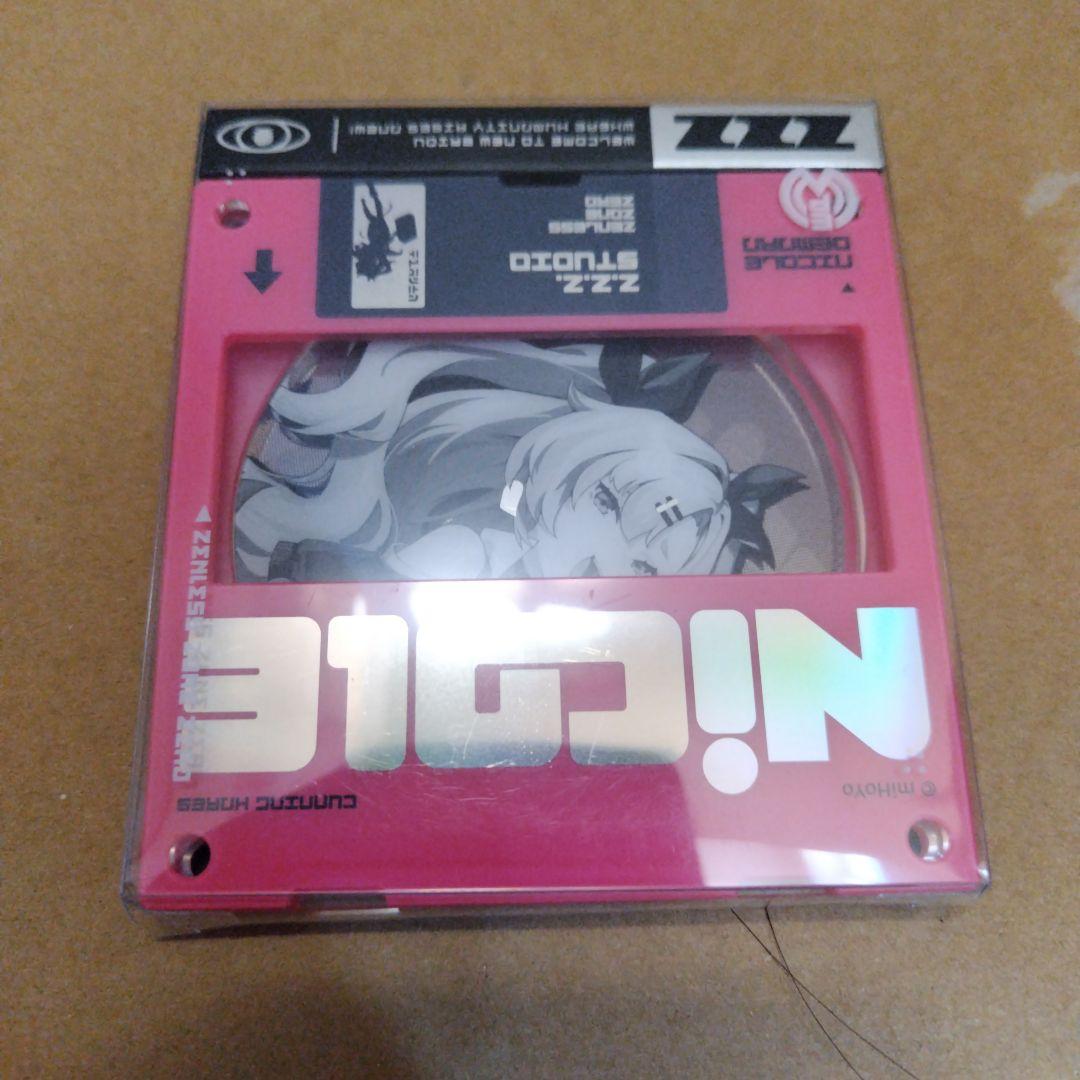 © miHoYo
CUNNING HARES
NiCOLE
ZENLESS ZONE ZERO
NICOLE
DEMARA
Z.Z.Z.
STUDIO
ZENLESS
ZONE
ZERO
ZZZ
WELCOME TO NEW ERIDU
WHERE HUMANITY RISES ANEW!